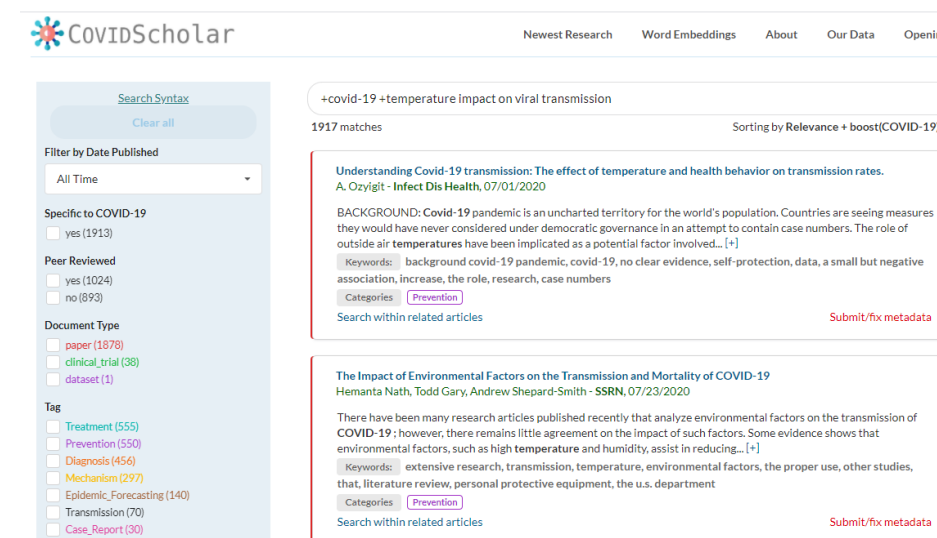 CovidScholar
Newest Research Word Embeddings About Our Data
Search Syntax
Clear all
Filter by Date Published
All Time
Specific to COVID-19
yes (1913)
Peer Reviewed
yes (1024)
no (893)
Document Type
paper (1878)
clinical_trial (38)
dataset (1)
Tag
Treatment (555)
Prevention (550)
Diagnosis (456)
Mechanism (297)
Epidemic_Forecasting (140)
Transmission (70)
Case_Report (30)
+covid-19 +temperature impact on viral transmission
1917 matches Sorting by Relevance + boost(COVID-19)
Understanding Covid-19 transmission: The effect of temperature and health behavior on transmission rates.
A. Ozyigit - Infect Dis Health, 07/01/2020
BACKGROUND: Covid-19 pandemic is an uncharted territory for the world's population. Countries are seeing measures
they would have never considered under democratic governance in an attempt to contain case numbers. The role of
outside air temperatures have been implicated as a potential factor involved... [+]
Keywords: background covid-19 pandemic, covid-19, no clear evidence, self-protection, data, a small but negative
association, increase, the role, research, case numbers
Categories Prevention
Search within related articles Submit/fix metadata
The Impact of Environmental Factors on the Transmission and Mortality of COVID-19
Hemanta Nath, Todd Gary, Andrew Shepard-Smith - SSRN, 07/23/2020
There have been many research articles published recently that analyze environmental factors on the transmission of
COVID-19 ; however, there remains little agreement on the impact of such factors. Some evidence shows that
environmental factors, such as high temperature and humidity, assist in reducing... [+]
Keywords: extensive research, transmission, temperature, environmental factors, the proper use, other studies,
that, literature review, personal protective equipment, the u.s. department
Categories Prevention
Search within related articles Submit/fix metadata